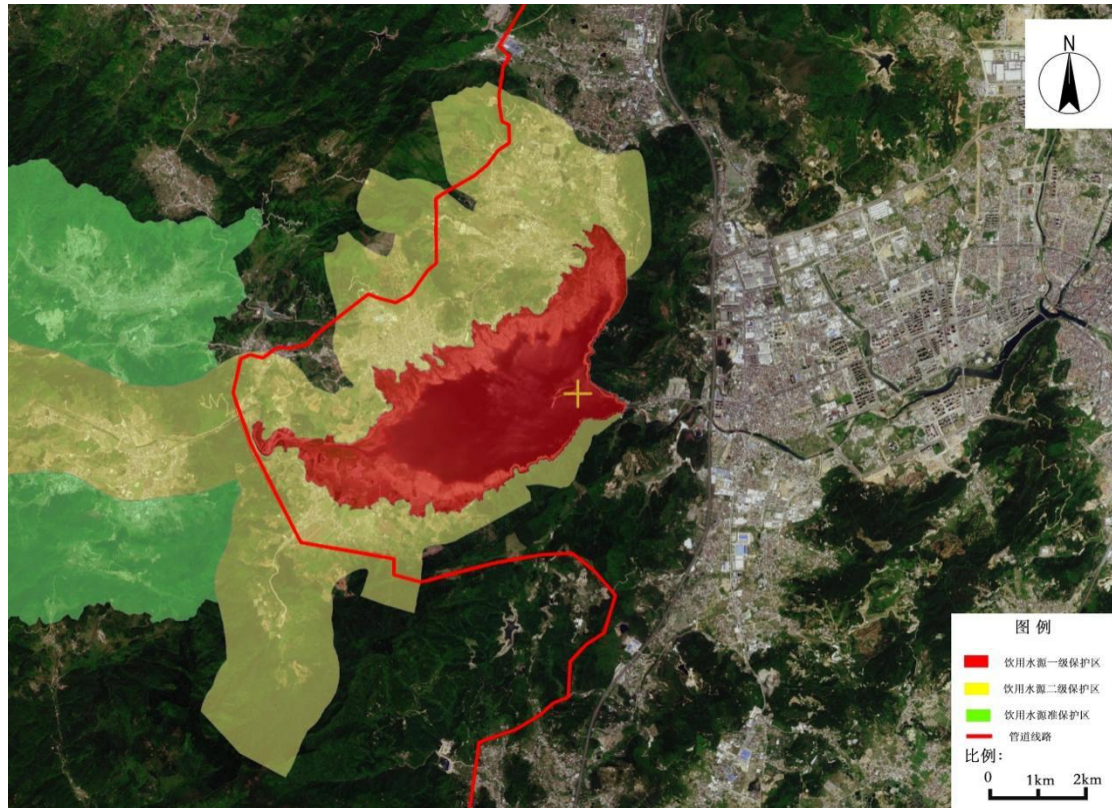 N
图 例
饮用水源一级保护区
饮用水源二级保护区
饮用水源准保护区
管道线路
比例：
0 1km 2km